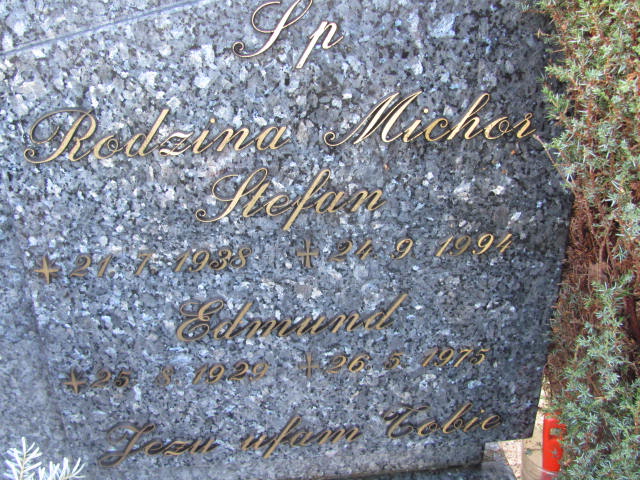 Sp
Rodzina Michor
Stefan
* 21 7 1938 + 24 9 1994
Edmund
* 25 8 1929 + 26 5 1975
Jezu ufam Tobie